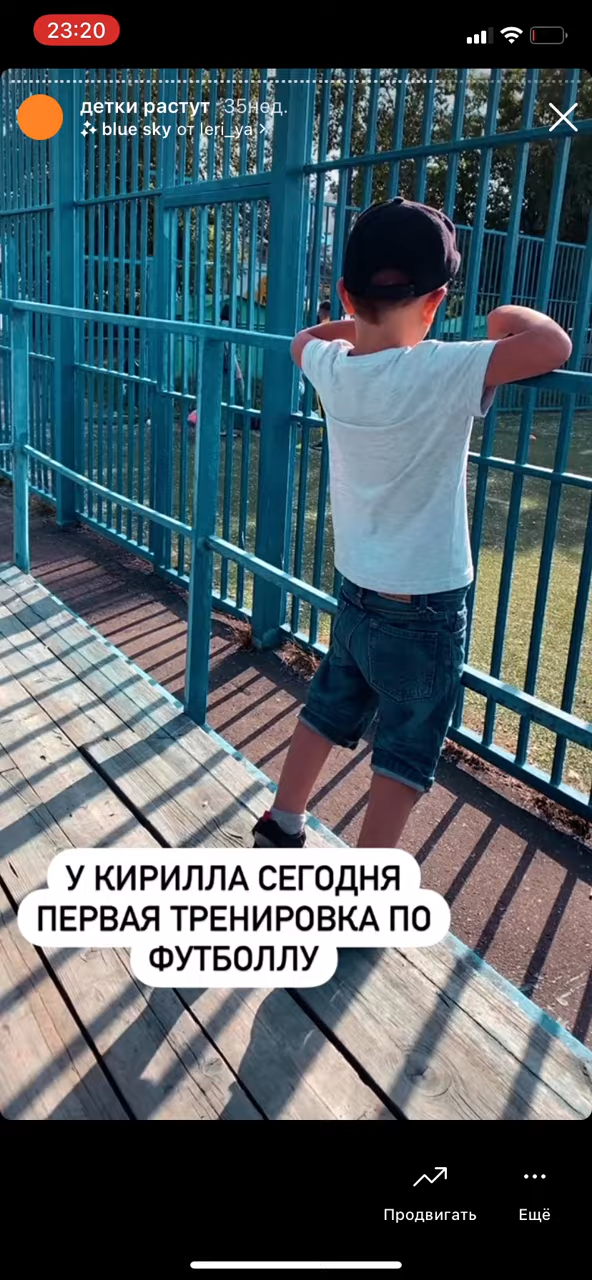 23:20
детки растут 35нед.
blue sky от leri_ya >
У КИРИЛЛА СЕГОДНЯ
ПЕРВАЯ ТРЕНИРОВКА ПО
ФУТБОЛЛУ
Продвигать
Ещё